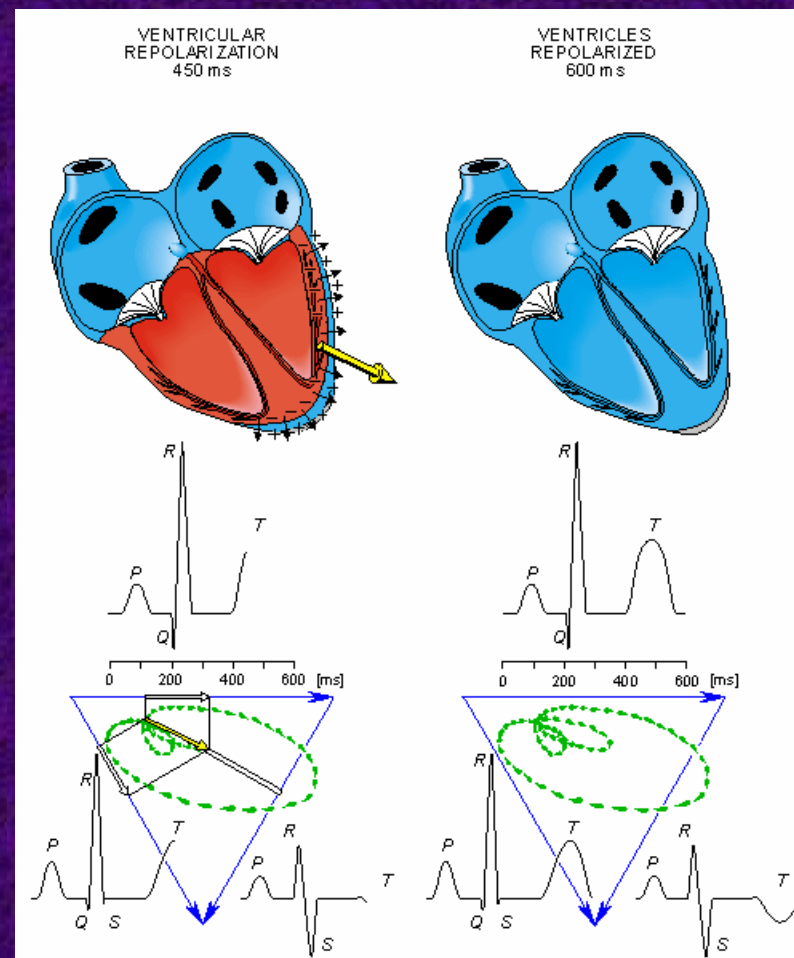 VENTRICULAR
REPOLARIZATION
450 ms
VENTRICLES
REPOLARIZED
600 ms
R
T
P
Q
0 200 400 600 [ms]
R
T
P
Q
0 200 400 600 [ms]
R
P
T
Q S
R
P
T
S
R
P
T
Q S
R
P
T
S